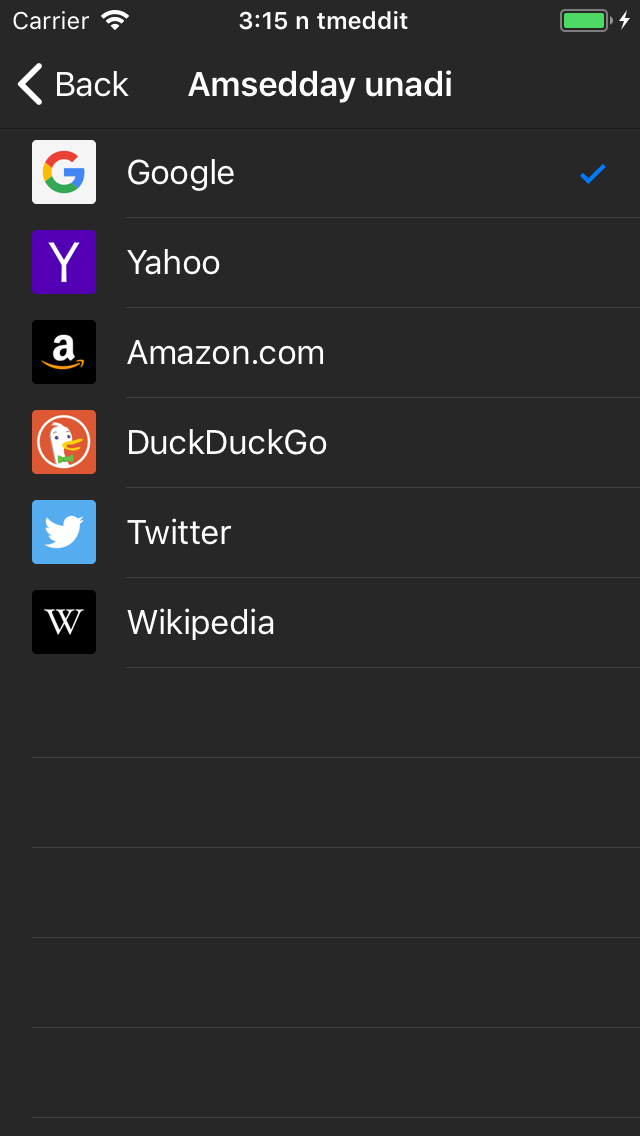 Carrier 3:15 n tmeddit
Back Amsedday unadi
Google
Yahoo
Amazon.com
DuckDuckGo
Twitter
Wikipedia